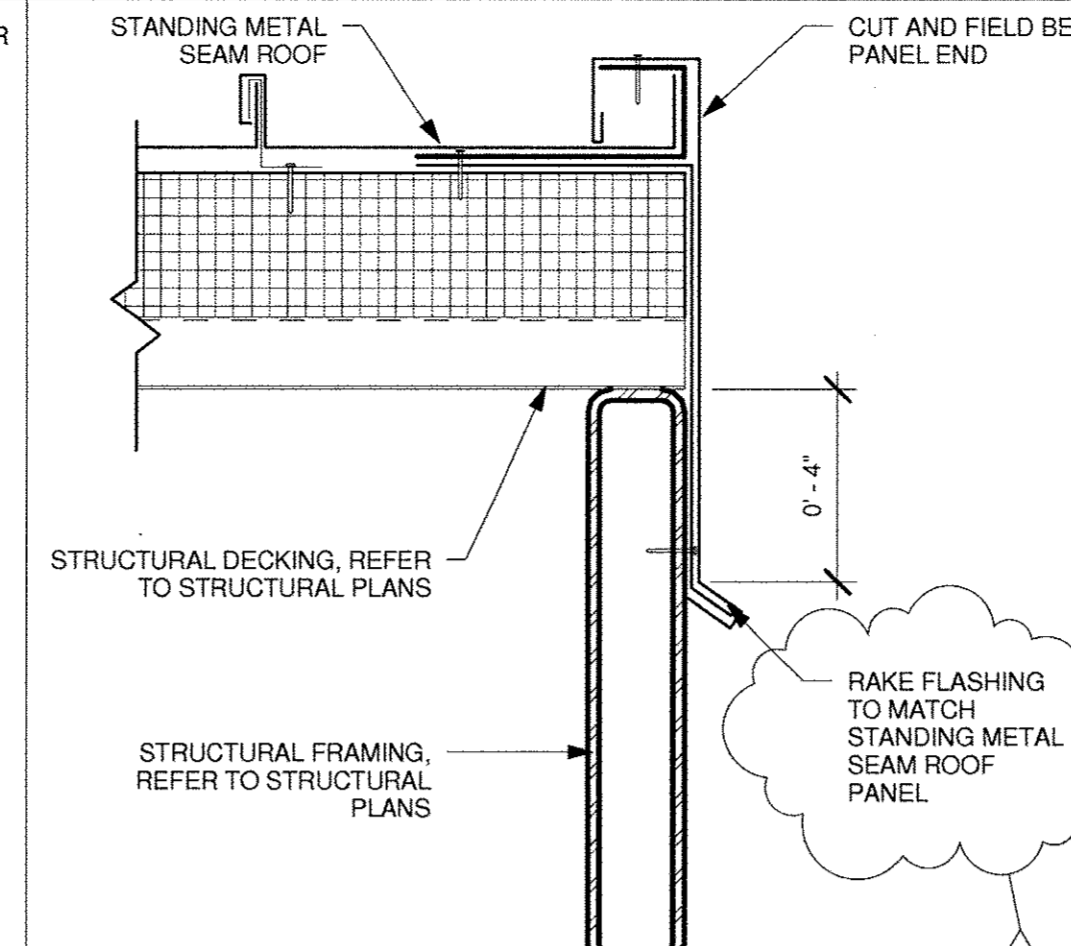 R
STANDING METAL
SEAM ROOF
CUT AND FIELD BE
PANEL END
0' - 4"
STRUCTURAL DECKING, REFER
TO STRUCTURAL PLANS
RAKE FLASHING
TO MATCH
STANDING METAL
SEAM ROOF
PANEL
STRUCTURAL FRAMING,
REFER TO STRUCTURAL
PLANS